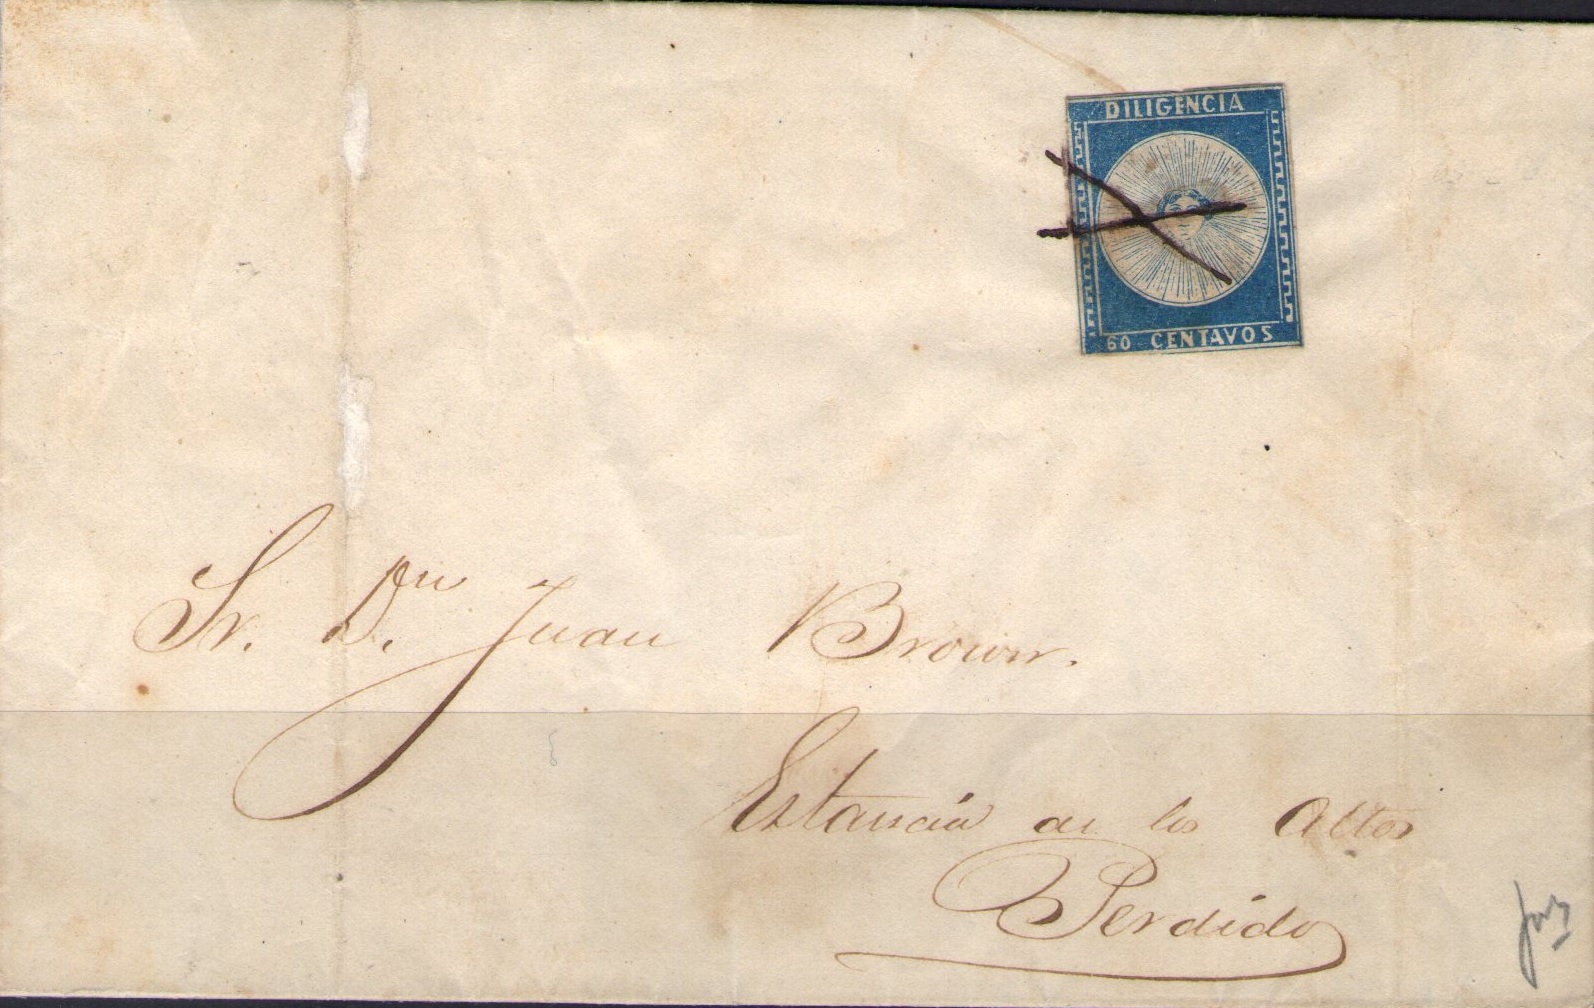 DILIGENCIA
60 CENTAVOS
Sr. Dn. Juan Brown.
Estancia de los Altos
Perdido